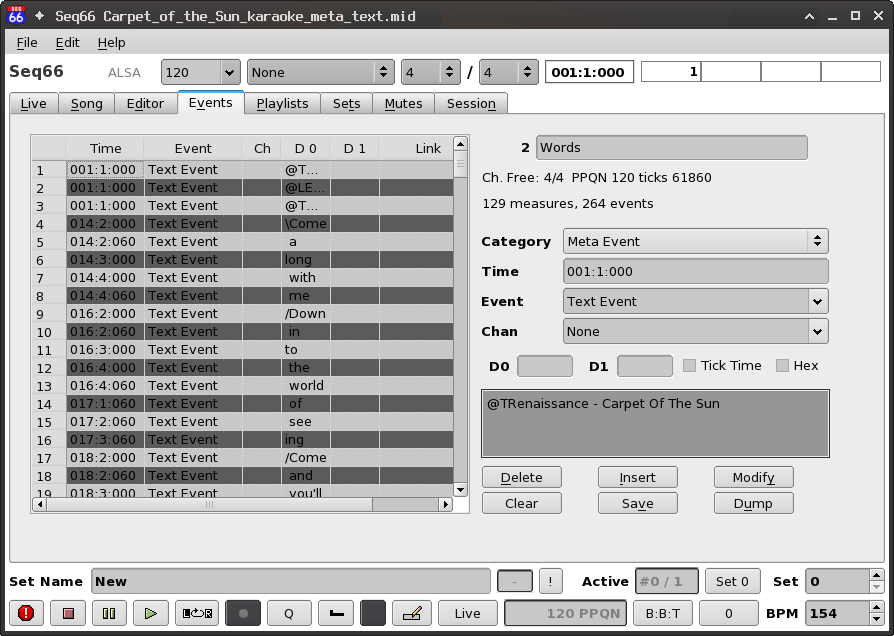 SEQ 66 Seq66 Carpet_of_the_Sun_karaoke_meta_text.mid
File Edit Help
Seq66 ALSA 120 None 4 / 4 001:1:000 1
Live Song Editor Events Playlists Sets Mutes Session
Time Event Ch D 0 D 1 Link
1 001:1:000 Text Event @T...
2 001:1:000 Text Event @LE...
3 001:1:000 Text Event @T...
4 014:2:000 Text Event \Come
5 014:2:060 Text Event a
6 014:3:000 Text Event long
7 014:4:000 Text Event with
8 014:4:060 Text Event me
9 016:2:000 Text Event /Down
10 016:2:060 Text Event in
11 016:3:000 Text Event to
12 016:4:000 Text Event the
13 016:4:060 Text Event world
14 017:1:060 Text Event of
15 017:2:060 Text Event see
16 017:3:060 Text Event ing
17 018:2:000 Text Event /Come
18 018:2:060 Text Event and
19 018:3:000 Text Event you'll
2 Words
Ch. Free: 4/4 PPQN 120 ticks 61860
129 measures, 264 events
Category Meta Event
Time 001:1:000
Event Text Event
Chan None
D0 D1 Tick Time Hex
@TRenaissance - Carpet Of The Sun
Delete Insert Modify
Clear Save Dump
Set Name New - ! Active #0 / 1 Set 0 Set 0
Q Live 120 PPQN B:B:T 0 BPM 154